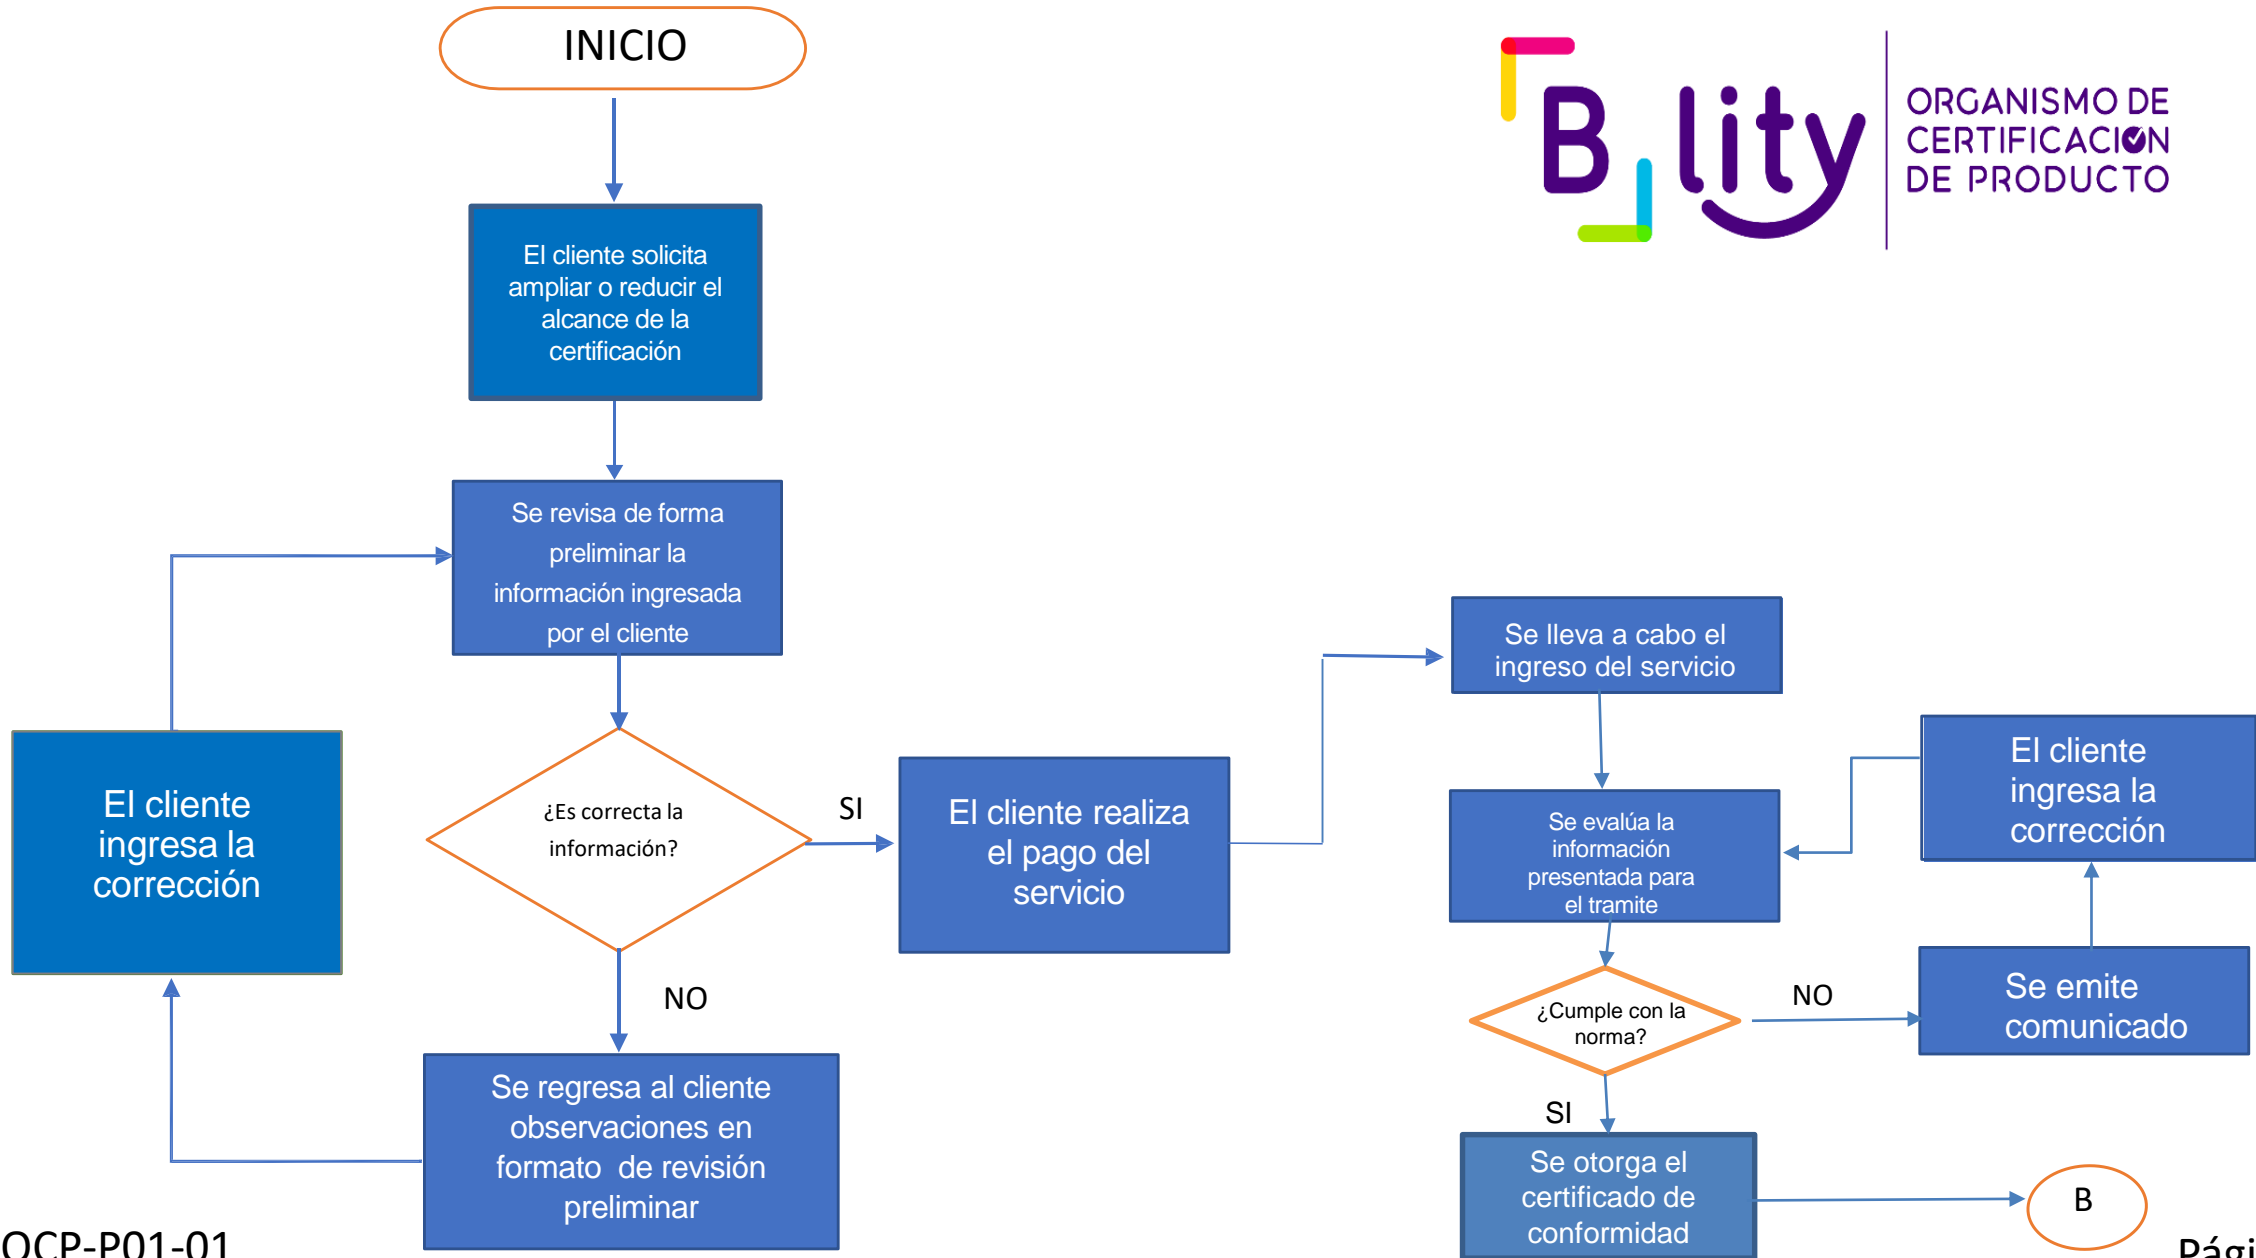 INICIO
B lity
ORGANISMO DE
CERTIFICACIÓN
DE PRODUCTO
El cliente solicita
ampliar o reducir el
alcance de la
certificación
Se revisa de forma
preliminar la
información ingresada
por el cliente
El cliente
ingresa la
corrección
¿Es correcta la
información?
SI
NO
Se regresa al cliente
observaciones en
formato de revisión
preliminar
El cliente realiza
el pago del
servicio
Se lleva a cabo el
ingreso del servicio
Se evalúa la
información
presentada para
el tramite
El cliente
ingresa la
corrección
¿Cumple con la
norma?
NO
Se emite
comunicado
SI
Se otorga el
certificado de
conformidad
B
OCP-P01-01